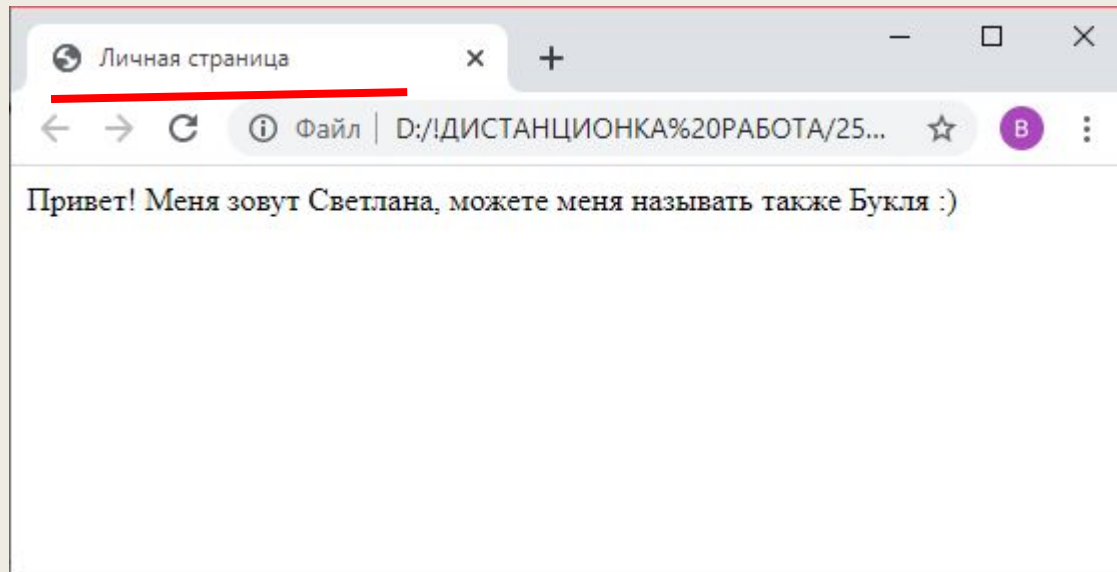 Личная страница
Файл | D:/!ДИСТАНЦИОНКА%20РАБОТА/25...
В
Привет! Меня зовут Светлана, можете меня называть также Букля :)